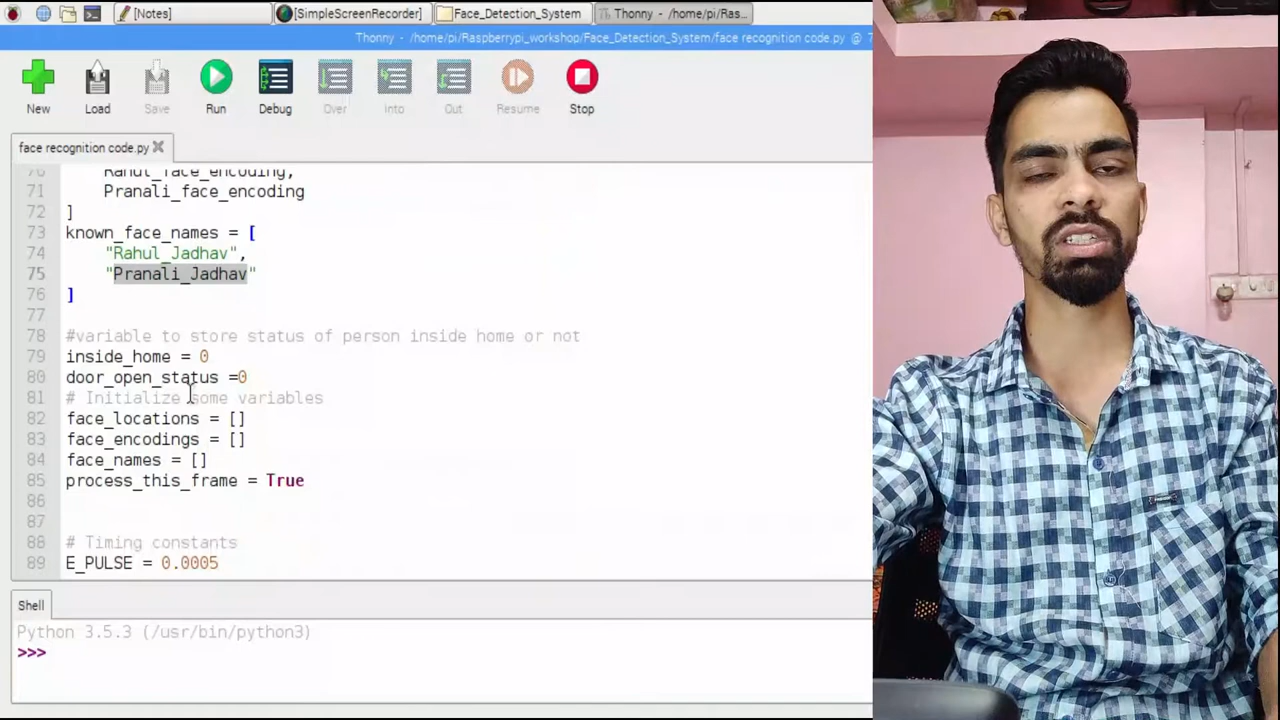 [Notes]
[SimpleScreenRecorder]
Face_Detection_System
Thonny - /home/pi/Ras...
Thonny - /home/pi/Raspberrypi_workshop/Face_Detection_System/face recognition code.py @ 7
New
Load
Save
Run
Debug
Over
Into
Out
Resume
Stop
face recognition code.py
70 Rahul_face_encoding,
71 Pranali_face_encoding
72 ]
73 known_face_names = [
74 "Rahul_Jadhav",
75 "Pranali_Jadhav"
76 ]
77
78 #variable to store status of person inside home or not
79 inside_home = 0
80 door_open_status =0
81 # Initialize some variables
82 face_locations = []
83 face_encodings = []
84 face_names = []
85 process_this_frame = True
86
87
88 # Timing constants
89 E_PULSE = 0.0005
Shell
Python 3.5.3 (/usr/bin/python3)
>>>